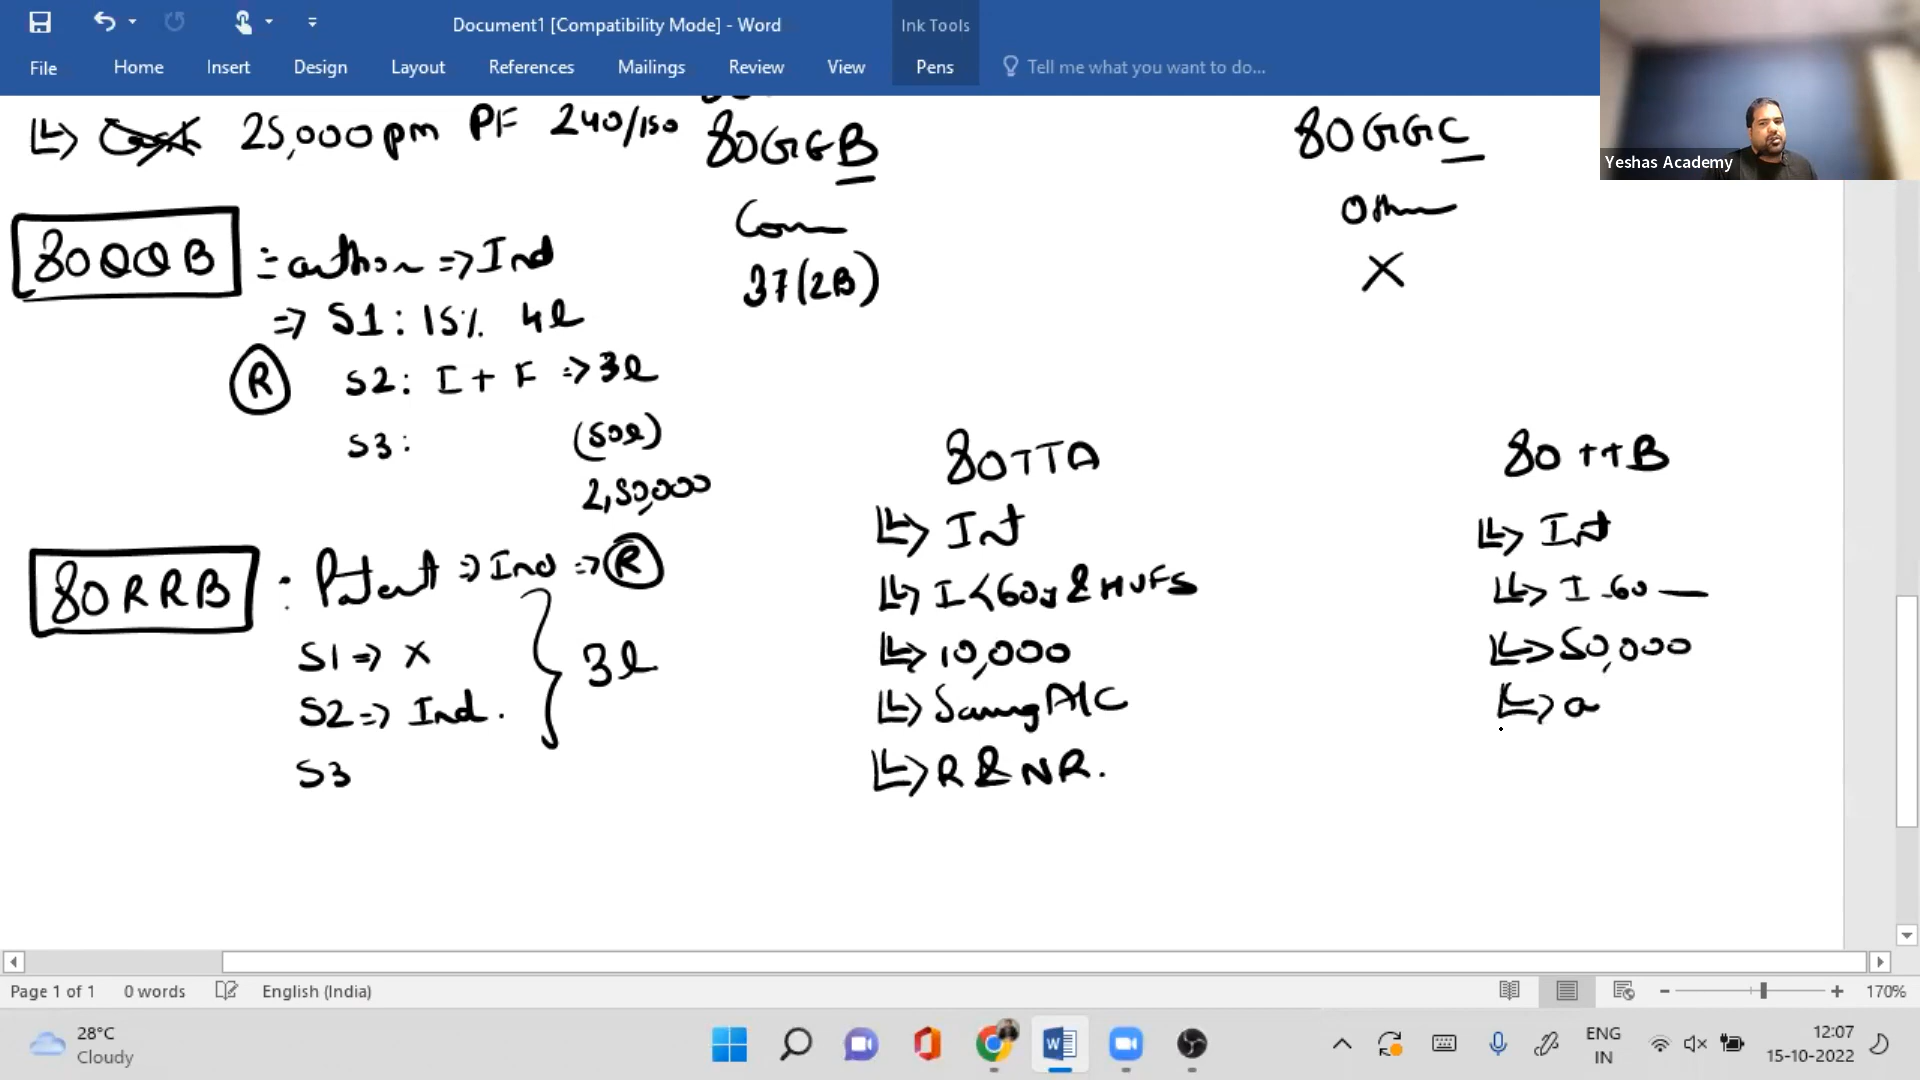 Document1 [Compatibility Mode] - Word
Ink Tools
File Home Insert Design Layout References Mailings Review View Pens Tell me what you want to do...
Yeshas Academy
25,000 pm PF 240/150
80GGB
Com
37(2B)
80GGC
Oth
X
80QQB = author => Ind
=> S1: 15% 4l
R S2: I + F => 3l
S3: (50l)
2,50,000
80RRB : Patent => Ind => R
S1 => X
S2 => Ind.
S3
3l
80TTA
Int
I<60y & HUFS
10,000
Saving A/C
R & NR.
80TTB
Int
I 60
50,000
a
Page 1 of 1 0 words English (India) 170%
28°C
Cloudy
ENG
IN
12:07
15-10-2022